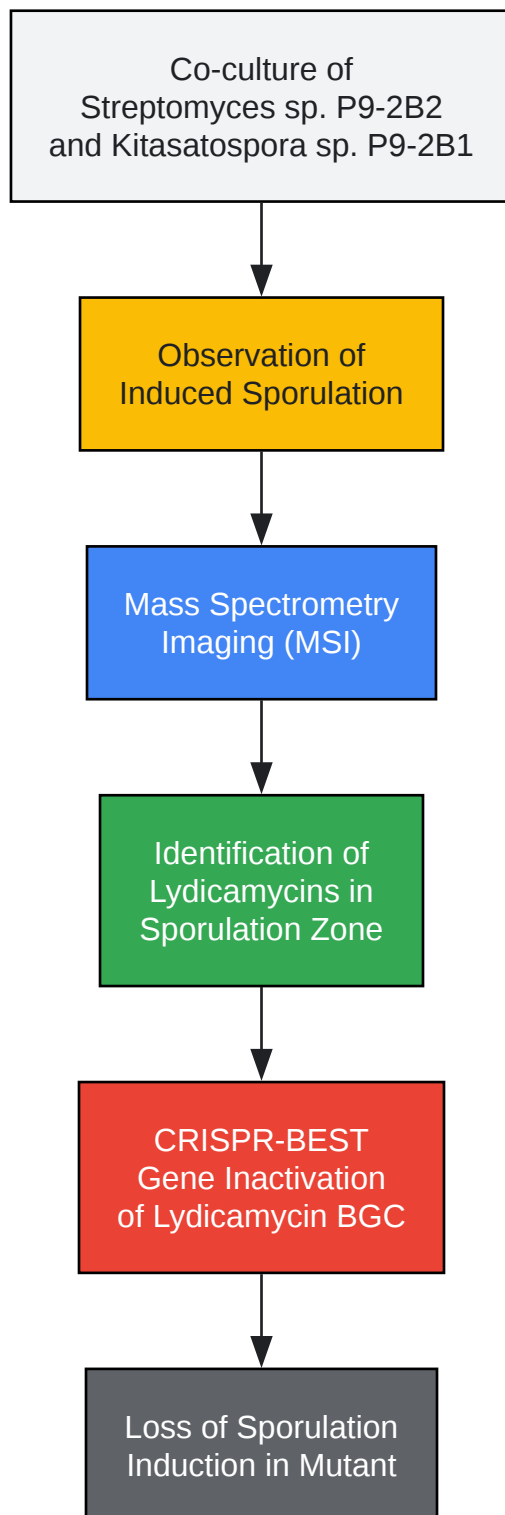 Co-culture of
Streptomyces sp. P9-2B2
and Kitasatospora sp. P9-2B1
Observation of
Induced Sporulation
Mass Spectrometry
Imaging (MSI)
Identification of
Lydicamycins in
Sporulation Zone
CRISPR-BEST
Gene Inactivation
of Lydicamycin BGC
Loss of Sporulation
Induction in Mutant